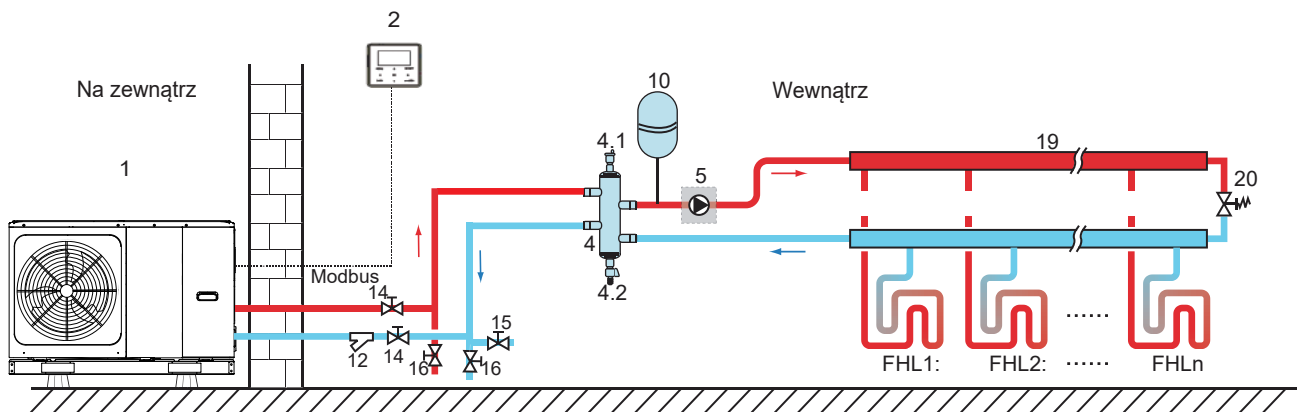 2
Na zewnątrz
10
Wewnątrz
1
4.1
19
5
20
4
Modbus
14
4.2
15
12
14
16
16
FHL1:
FHL2:
......
FHLn
......